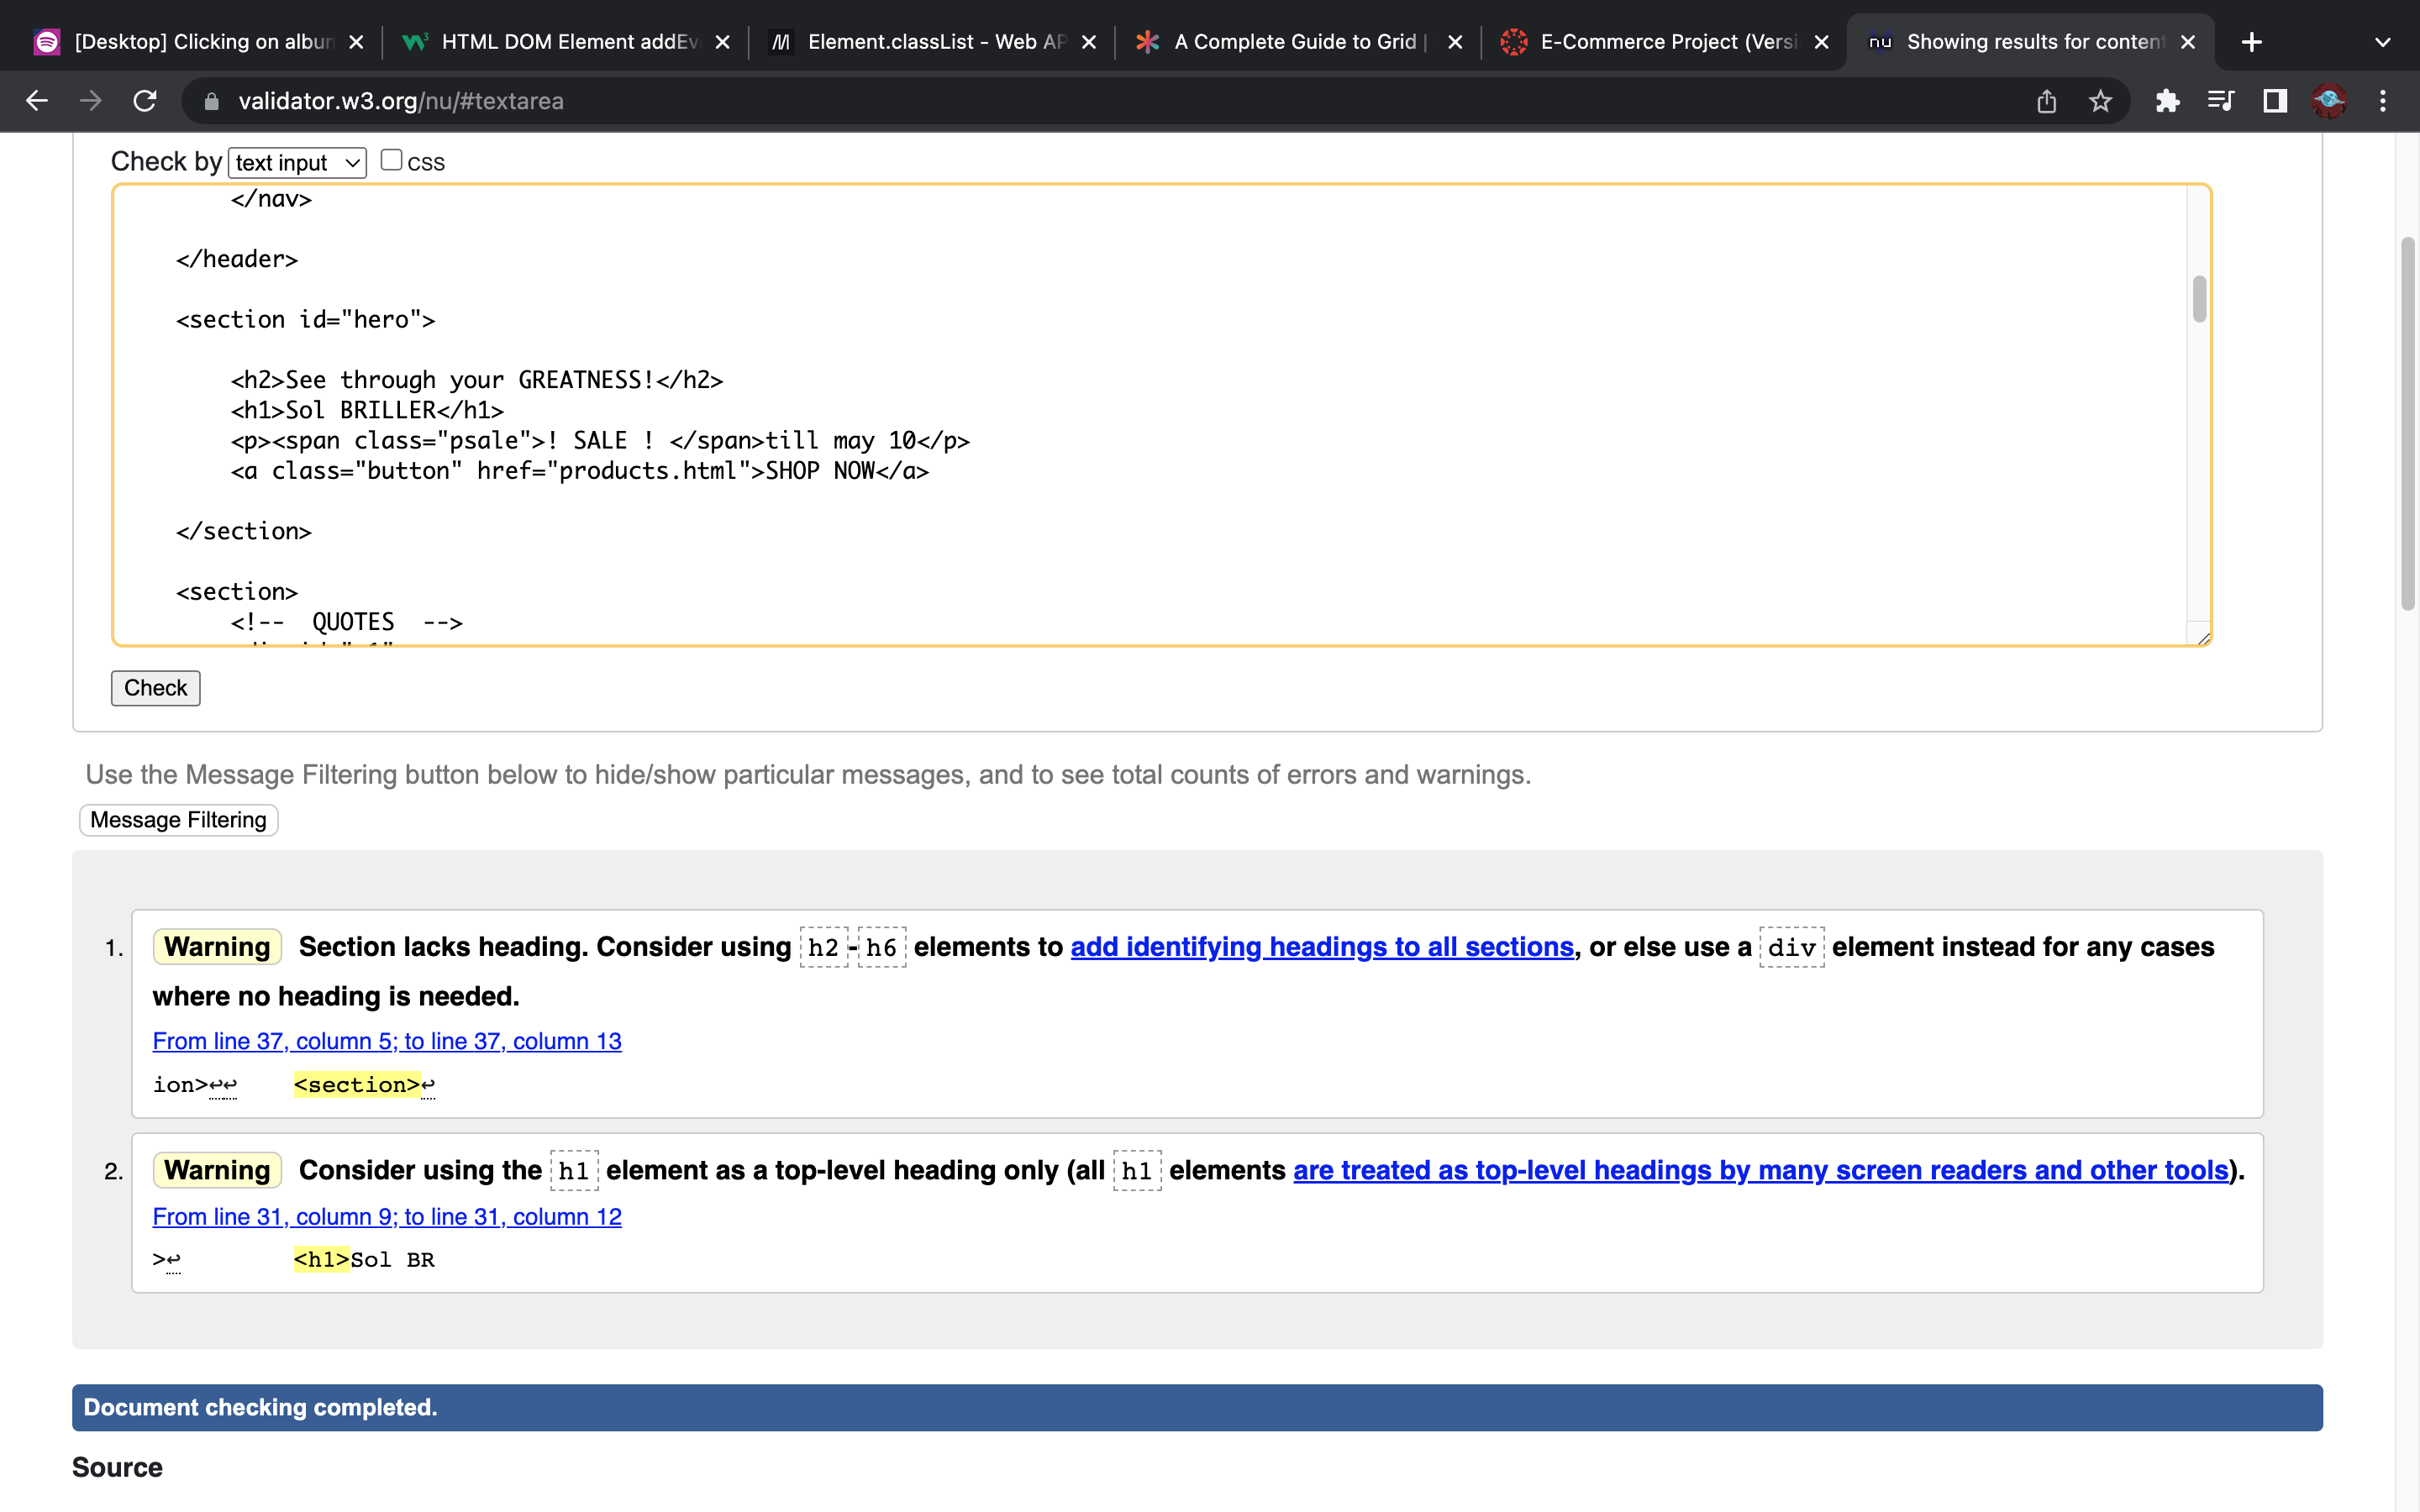 [Desktop] Clicking on albun
HTML DOM Element addEv
Element.classList - Web AP
A Complete Guide to Grid |
E-Commerce Project (Versi
nu Showing results for content
validator.w3.org/nu/#textarea
Check by text input CSS
</nav>
</header>
<section id="hero">
<h2>See through your GREATNESS!</h2>
<h1>Sol BRILLER</h1>
<p><span class="psale">! SALE ! </span>till may 10</p>
<a class="button" href="products.html">SHOP NOW</a>
</section>
<section>
<!--  QUOTES  -->
Check
Use the Message Filtering button below to hide/show particular messages, and to see total counts of errors and warnings.
Message Filtering
1. Warning Section lacks heading. Consider using h2-h6 elements to add identifying headings to all sections, or else use a div element instead for any cases
where no heading is needed.
From line 37, column 5; to line 37, column 13
ion>↩↩    <section>↩
2. Warning Consider using the h1 element as a top-level heading only (all h1 elements are treated as top-level headings by many screen readers and other tools).
From line 31, column 9; to line 31, column 12
>↩        <h1>Sol BR
Document checking completed.
Source